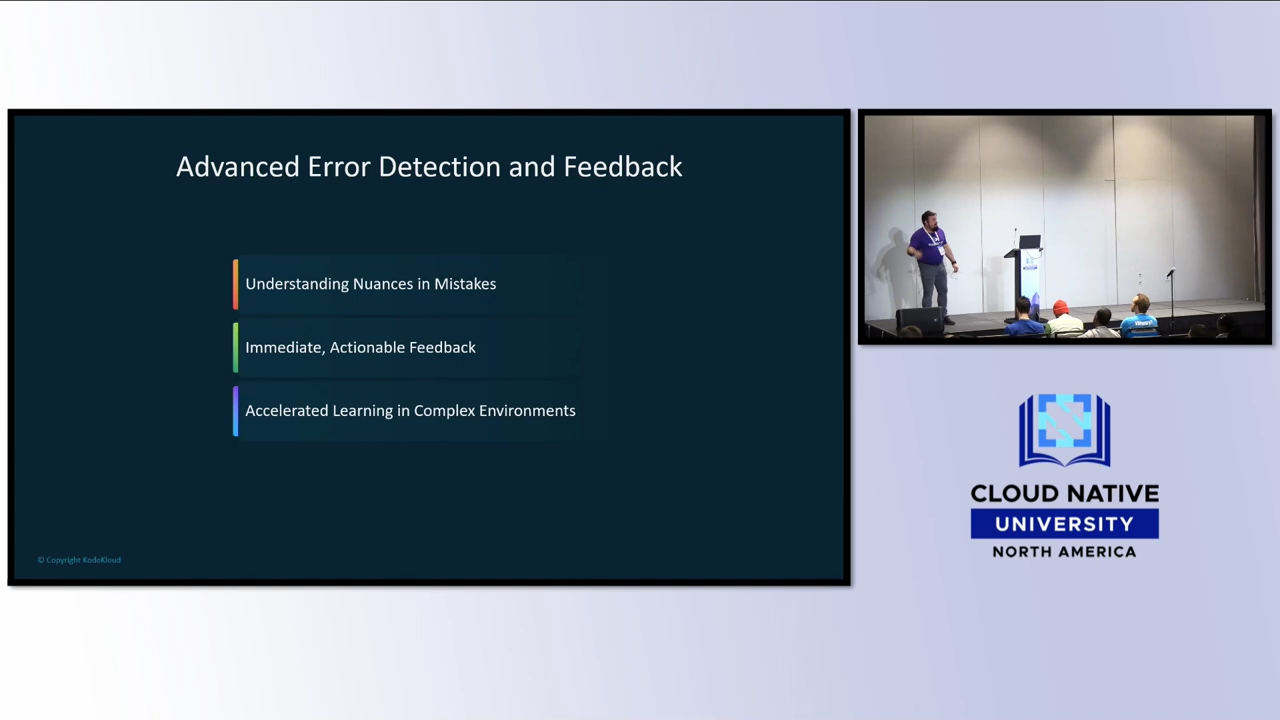 Advanced Error Detection and Feedback
Understanding Nuances in Mistakes
Immediate, Actionable Feedback
Accelerated Learning in Complex Environments
© Copyright KodeKloud
CLOUD NATIVE
UNIVERSITY
NORTH AMERICA